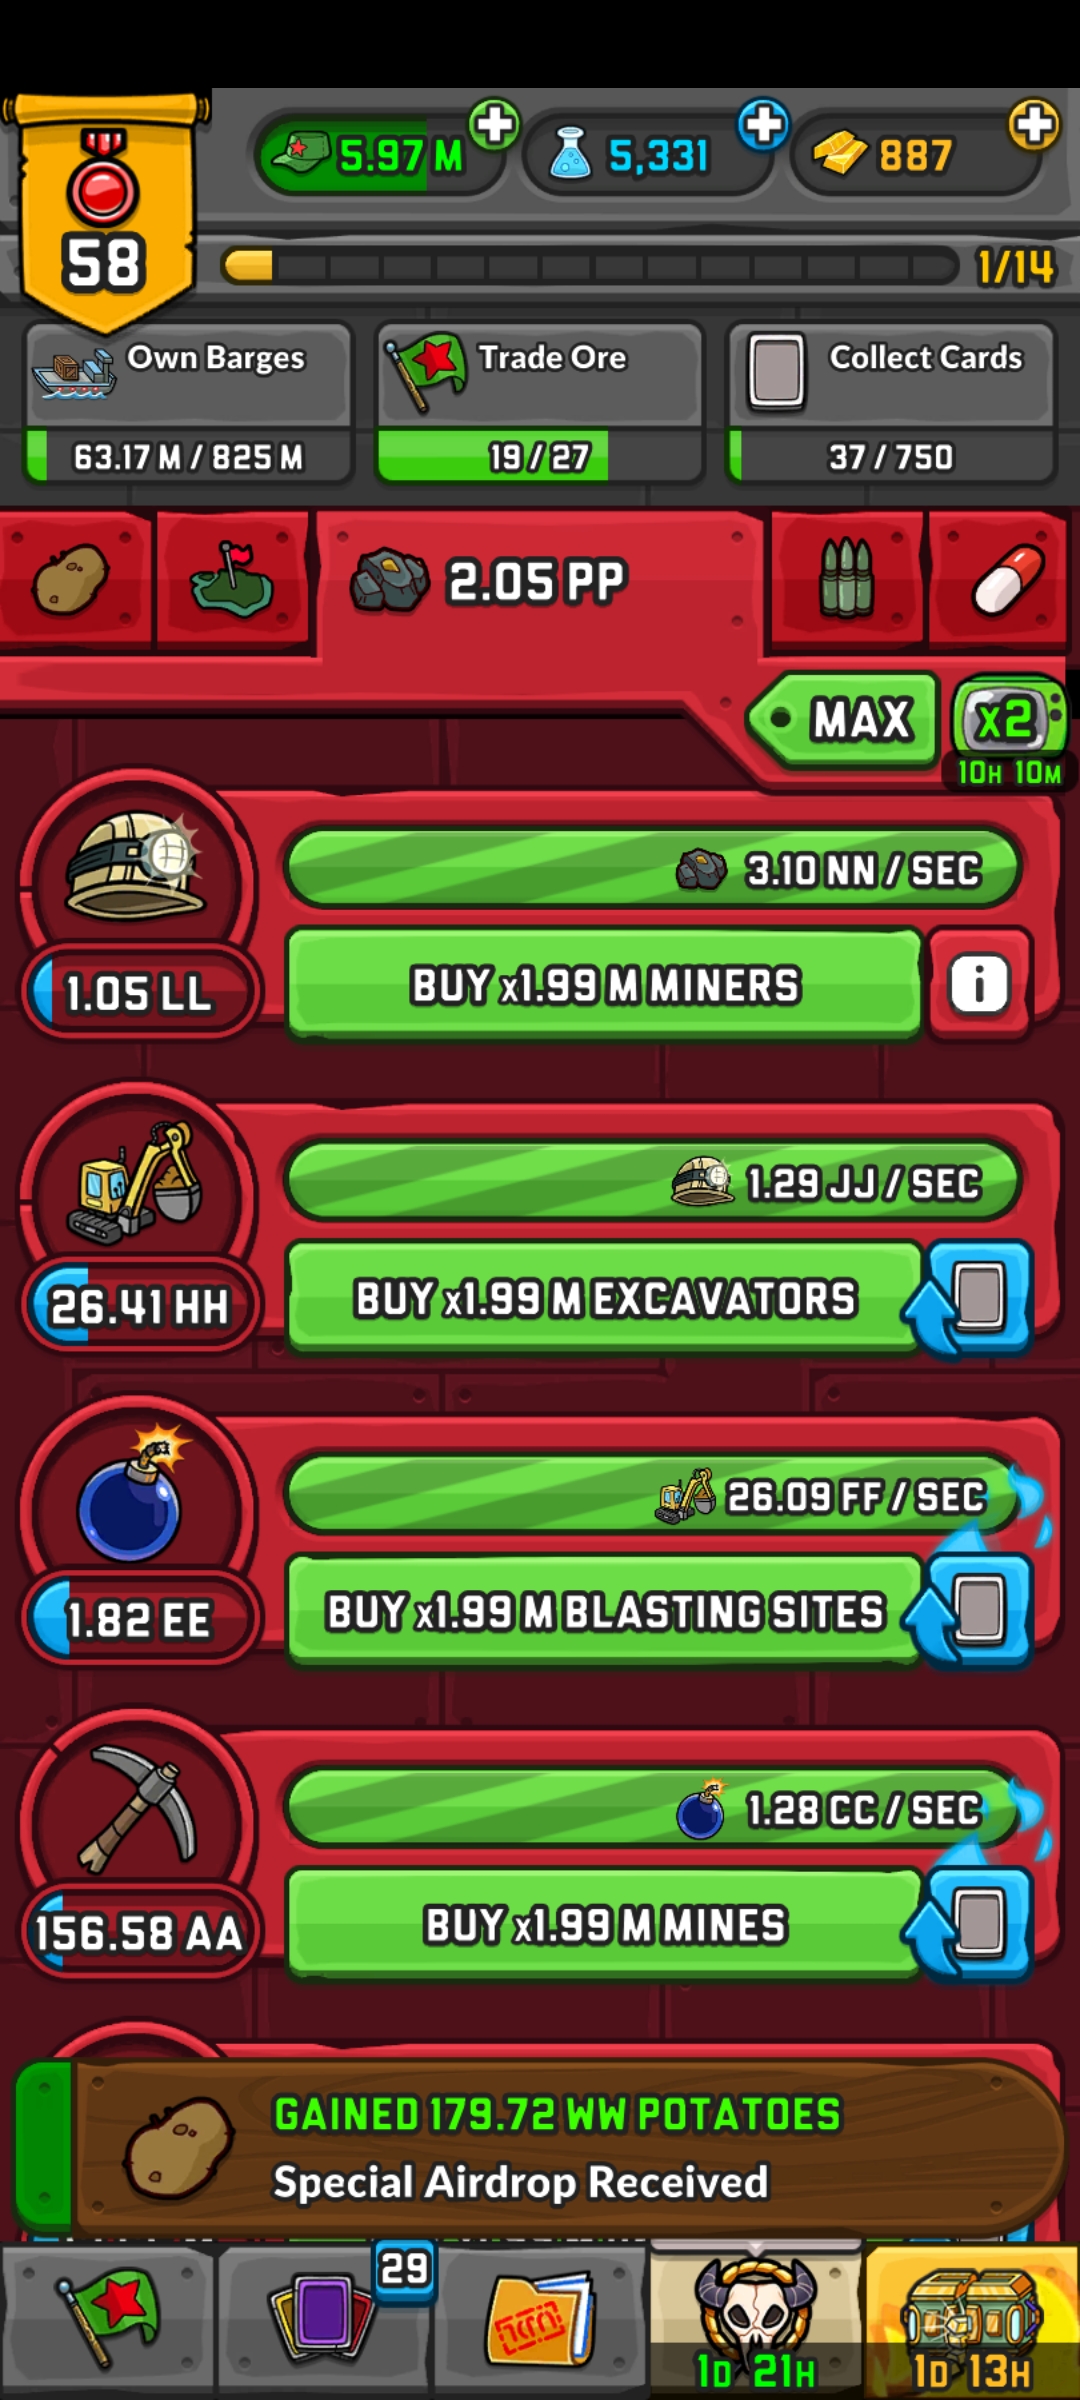 5.97 M
5,331
887
58
1/14
Own Barges
63.17 M / 825 M
Trade Ore
19 / 27
Collect Cards
37 / 750
2.05 PP
MAX
x2
10H 10M
3.10 NN / SEC
1.05 LL
BUY x1.99 M MINERS
i
1.29 JJ / SEC
26.41 HH
BUY x1.99 M EXCAVATORS
26.09 FF / SEC
1.82 EE
BUY x1.99 M BLASTING SITES
1.28 CC / SEC
156.58 AA
BUY x1.99 M MINES
GAINED 179.72 WW POTATOES
Special Airdrop Received
29
1D 21H
1D 13H